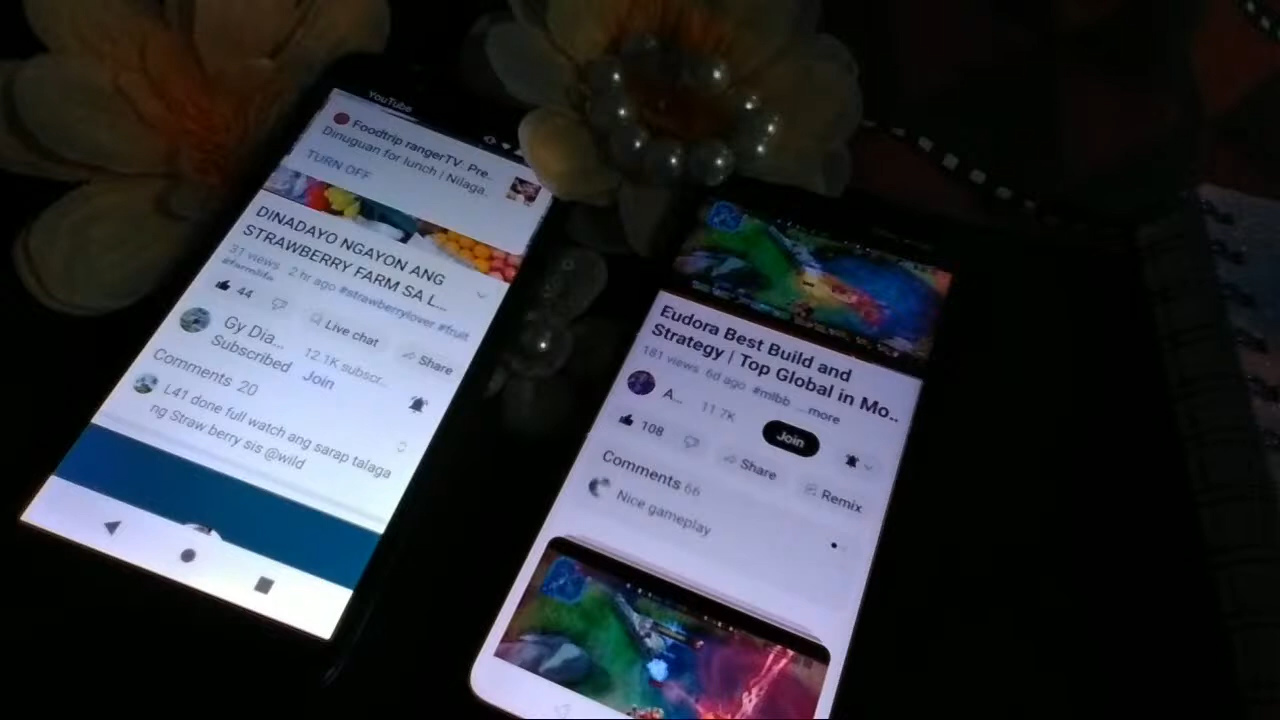 YouTube
Foodtrip rangerTV Pre..
Dinuguan for lunch | Nilaga..
TURN OFF
DINADAYO NGAYON ANG
STRAWBERRY FARM SA L...
31 views 2 hr ago #strawberrylover #fruit
#farmlife
44
Live chat
Share
Gy Dia...
12.1K subscr..
Subscribed
Join
Comments 20
L41 done full watch ang sarap talaga
ng Straw berry sis @wild
Eudora Best Build and
Strategy | Top Global in Mo..
181 views 6d ago #mlbb ...more
A... 11.7K
Join
108
Share
Remix
Comments 66
Nice gameplay